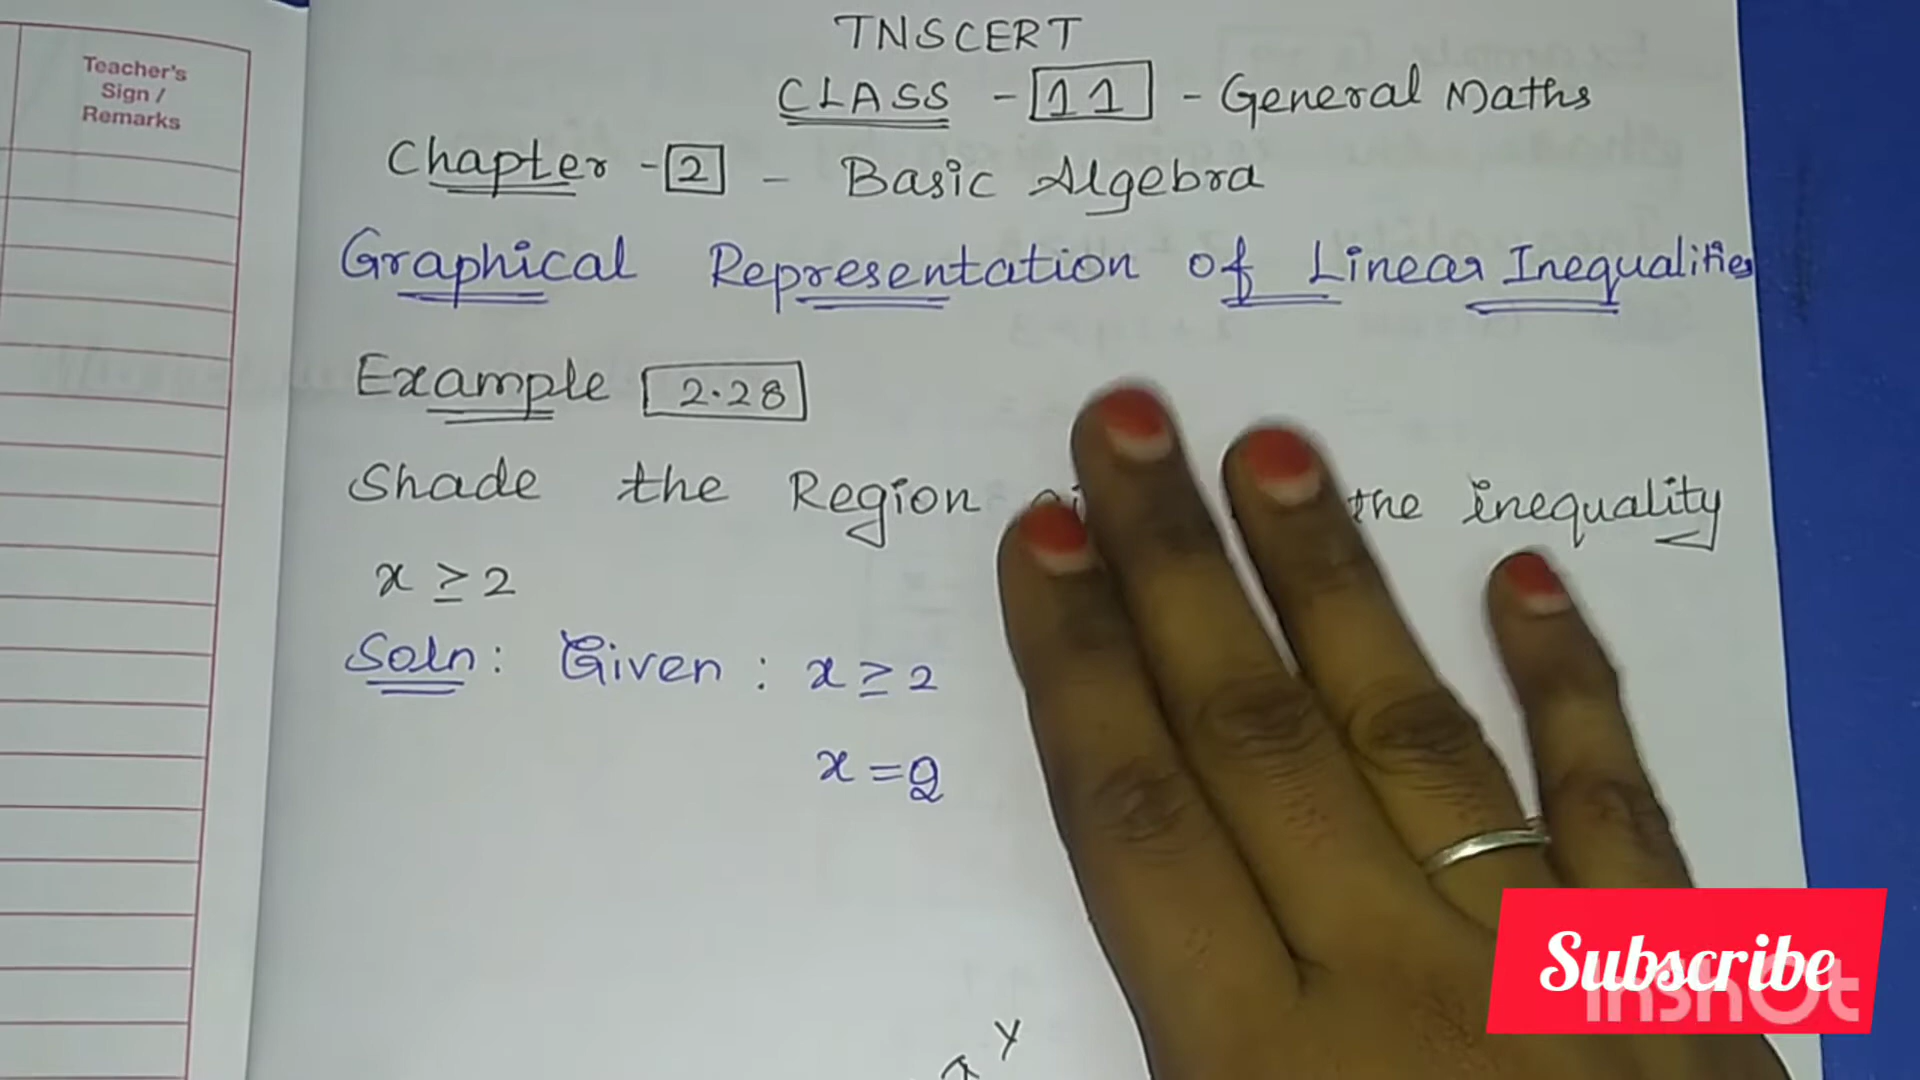 Teacher's
Sign /
Remarks
TNSCERT
CLASS - 11 - General Maths
Chapter - 2 - Basic Algebra
Graphical Representation of Linear Inequalities
Example 2.28
Shade the Region the inequality
x ≥ 2
Soln: Given: x ≥ 2
x = 2
Y
Subscribe
InShOt